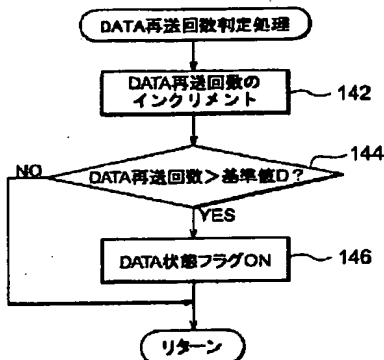 DATA再送回数判定処理
DATA再送回数の
インクリメント
142
144
DATA再送回数>基準値D?
NO
YES
DATA状態フラグON
146
リターン